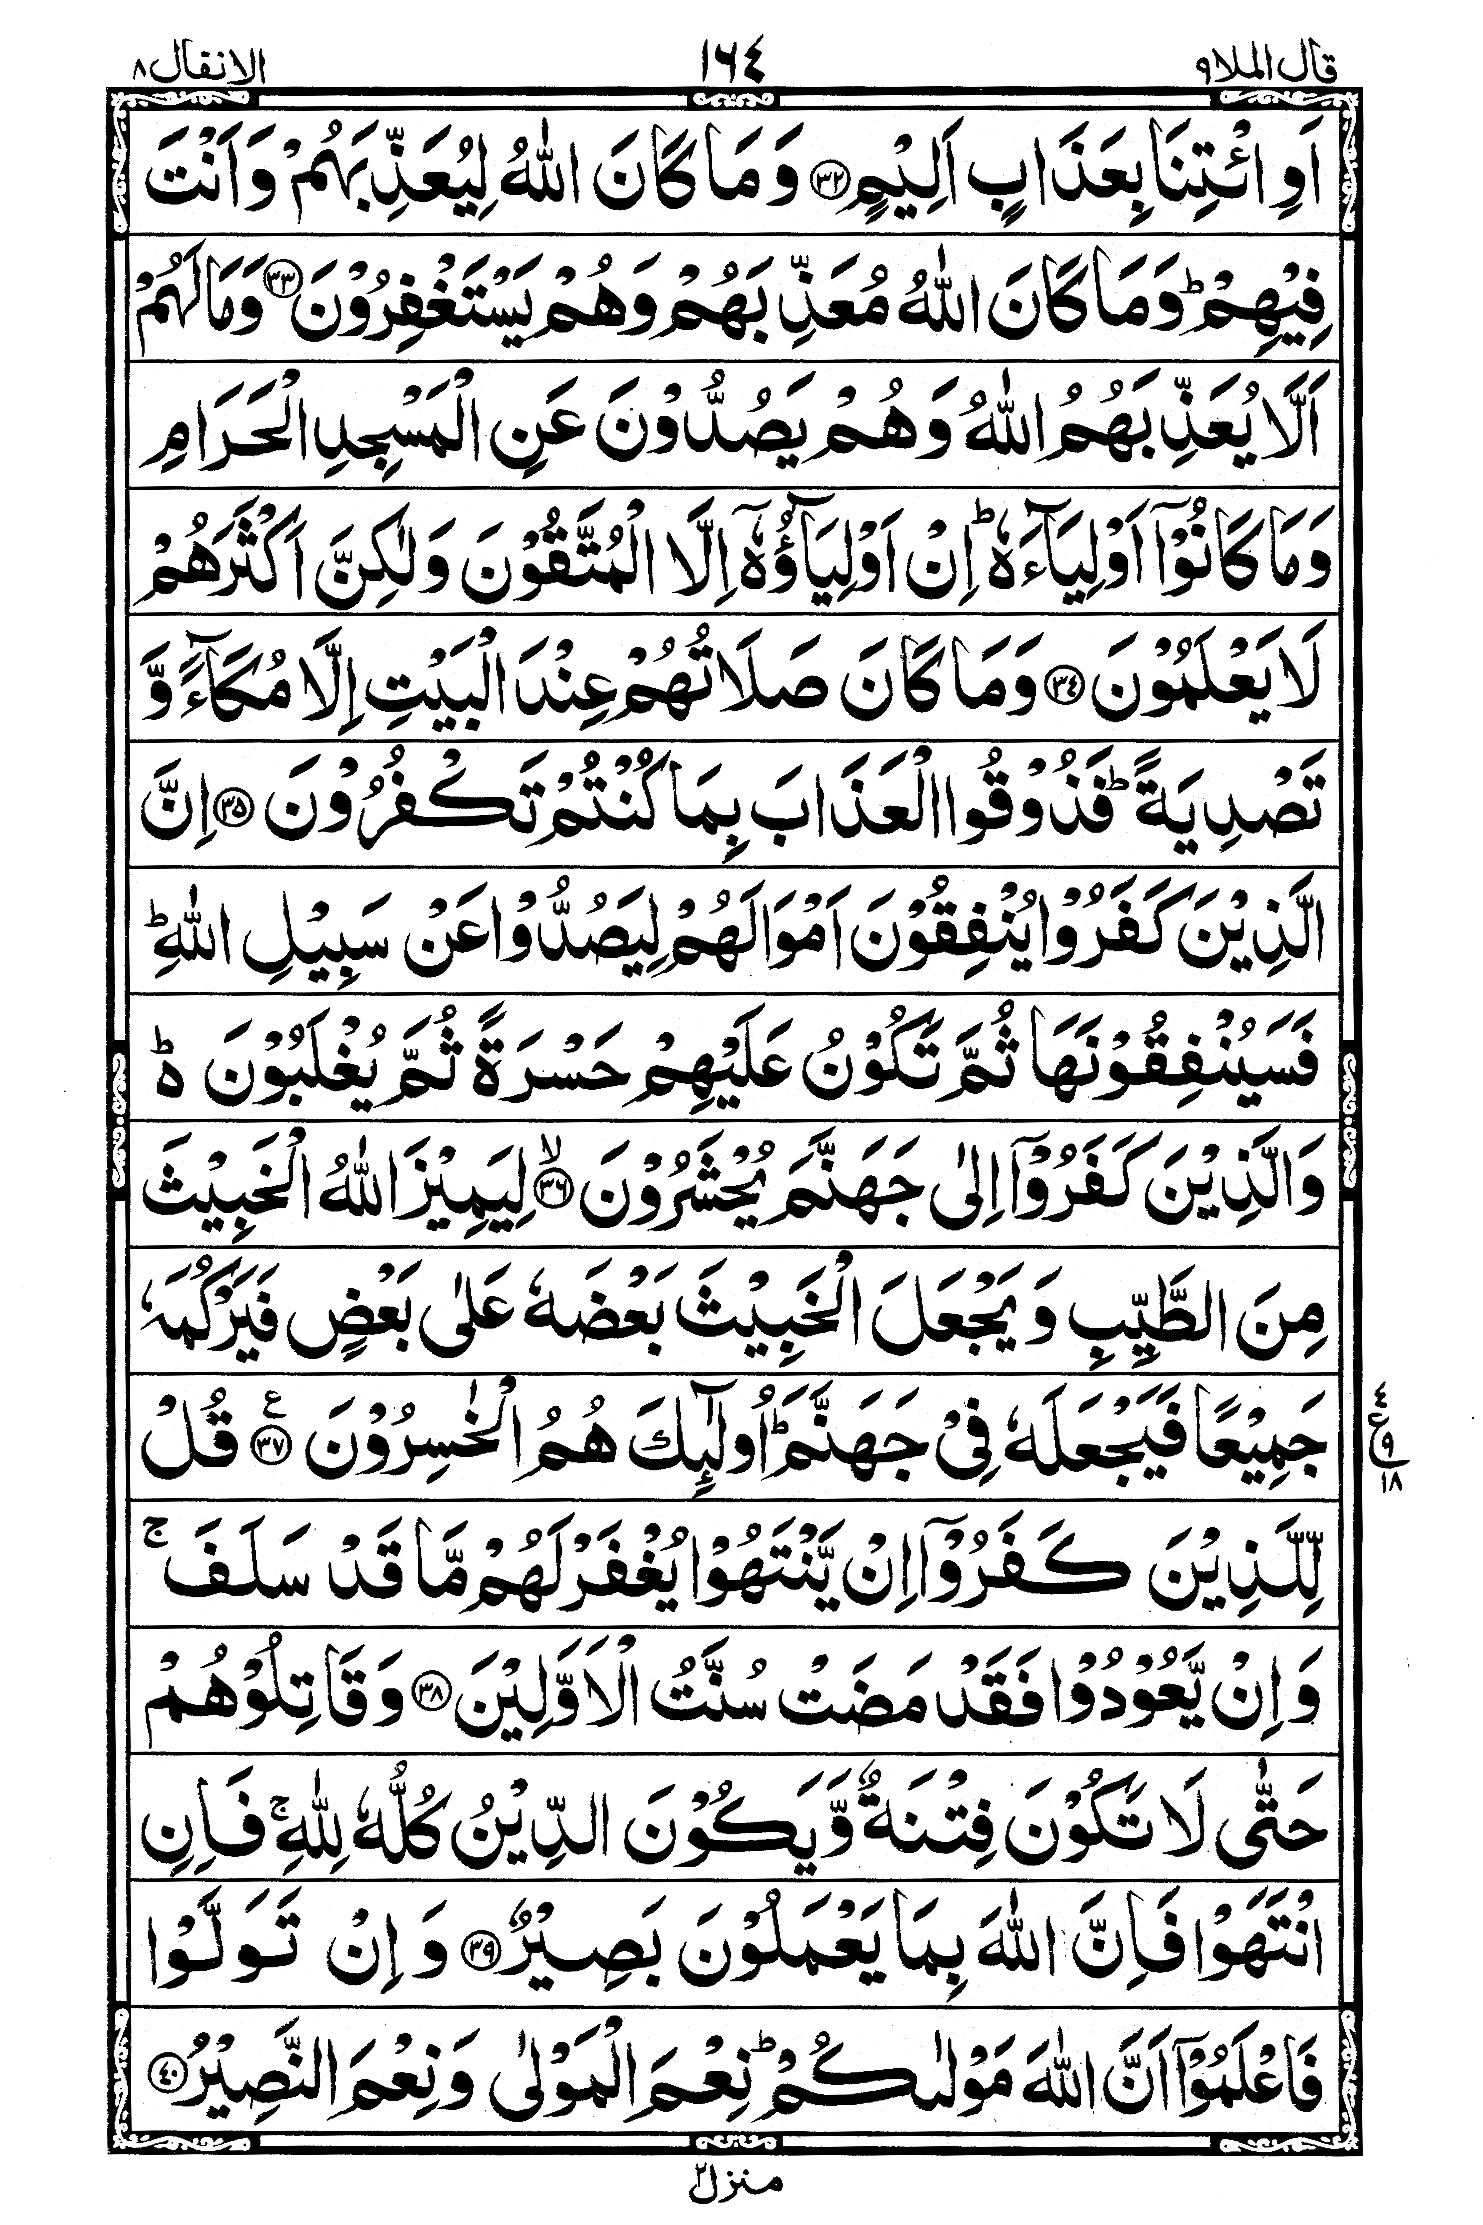 قال الملا ٩ ١٦٤ الانفال ٨
اَوِ ائْتِنَا بِعَذَابٍ اَلِيْمٍ ﴿٣٢﴾ وَمَا كَانَ اللّٰهُ لِيُعَذِّبَهُمْ وَاَنْتَ
فِيْهِمْ ؕ وَمَا كَانَ اللّٰهُ مُعَذِّبَهُمْ وَهُمْ يَسْتَغْفِرُوْنَ ﴿٣٣﴾ وَمَا لَهُمْ
اَلَّا يُعَذِّبَهُمُ اللّٰهُ وَهُمْ يَصُدُّوْنَ عَنِ الْمَسْجِدِ الْحَرَامِ
وَمَا كَانُوْۤا اَوْلِيَآءَهٗ ؕ اِنْ اَوْلِيَآؤُهٗۤ اِلَّا الْمُتَّقُوْنَ وَلٰكِنَّ اَكْثَرَهُمْ
لَا يَعْلَمُوْنَ ﴿٣٤﴾ وَمَا كَانَ صَلَاتُهُمْ عِنْدَ الْبَيْتِ اِلَّا مُكَآءً وَّ
تَصْدِيَةً ؕ فَذُوْقُوا الْعَذَابَ بِمَا كُنْتُمْ تَكْفُرُوْنَ ﴿٣٥﴾ اِنَّ
الَّذِيْنَ كَفَرُوْا يُنْفِقُوْنَ اَمْوَالَهُمْ لِيَصُدُّوْا عَنْ سَبِيْلِ اللّٰهِ ؕ
فَسَيُنْفِقُوْنَهَا ثُمَّ تَكُوْنُ عَلَيْهِمْ حَسْرَةً ثُمَّ يُغْلَبُوْنَ ؕ۬
وَالَّذِيْنَ كَفَرُوْۤا اِلٰى جَهَنَّمَ يُحْشَرُوْنَ ﴿٣٦﴾ۙ لِيَمِيْزَ اللّٰهُ الْخَبِيْثَ
مِنَ الطَّيِّبِ وَيَجْعَلَ الْخَبِيْثَ بَعْضَهٗ عَلٰى بَعْضٍ فَيَرْكُمَهٗ
جَمِيْعًا فَيَجْعَلَهٗ فِيْ جَهَنَّمَ ؕ اُولٰٓئِكَ هُمُ الْخٰسِرُوْنَ ﴿٣٧﴾ ع قُلْ
٤ ع ٩ ١٨
لِّلَّذِيْنَ كَفَرُوْۤا اِنْ يَّنْتَهُوْا يُغْفَرْ لَهُمْ مَّا قَدْ سَلَفَ ۚ
وَاِنْ يَّعُوْدُوْا فَقَدْ مَضَتْ سُنَّتُ الْاَوَّلِيْنَ ﴿٣٨﴾ وَقَاتِلُوْهُمْ
حَتّٰى لَا تَكُوْنَ فِتْنَةٌ وَّيَكُوْنَ الدِّيْنُ كُلُّهٗ لِلّٰهِ ۚ فَاِنِ
انْتَهَوْا فَاِنَّ اللّٰهَ بِمَا يَعْمَلُوْنَ بَصِيْرٌ ﴿٣٩﴾ وَاِنْ تَوَلَّوْا
فَاعْلَمُوْۤا اَنَّ اللّٰهَ مَوْلٰىكُمْ ؕ نِعْمَ الْمَوْلٰى وَنِعْمَ النَّصِيْرُ ﴿٤٠﴾
منزل ٢